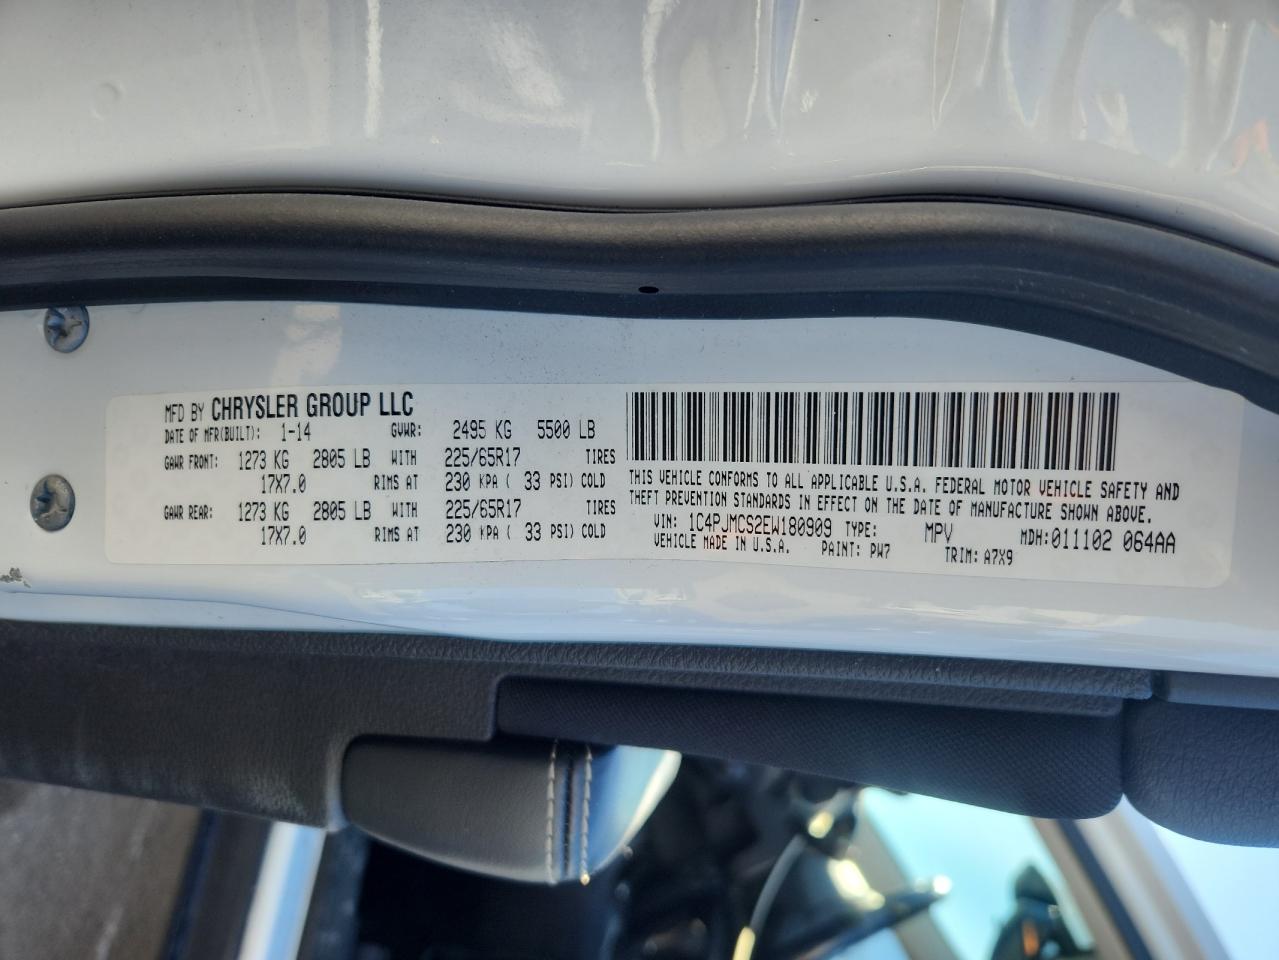 MFD BY CHRYSLER GROUP LLC
DATE OF MFR(BUILT): 1-14 GVWR: 2495 KG 5500 LB
GAWR FRONT: 1273 KG 2805 LB WITH 225/65R17 TIRES
17X7.0 RIMS AT 230 KPA ( 33 PSI) COLD
GAWR REAR: 1273 KG 2805 LB WITH 225/65R17 TIRES
17X7.0 RIMS AT 230 KPA ( 33 PSI) COLD
THIS VEHICLE CONFORMS TO ALL APPLICABLE U.S.A. FEDERAL MOTOR VEHICLE SAFETY AND
THEFT PREVENTION STANDARDS IN EFFECT ON THE DATE OF MANUFACTURE SHOWN ABOVE.
VIN: 1C4PJMCS2EW180909 TYPE: MPV MDH:011102 064AA
VEHICLE MADE IN U.S.A. PAINT: PW7 TRIM: A7X9